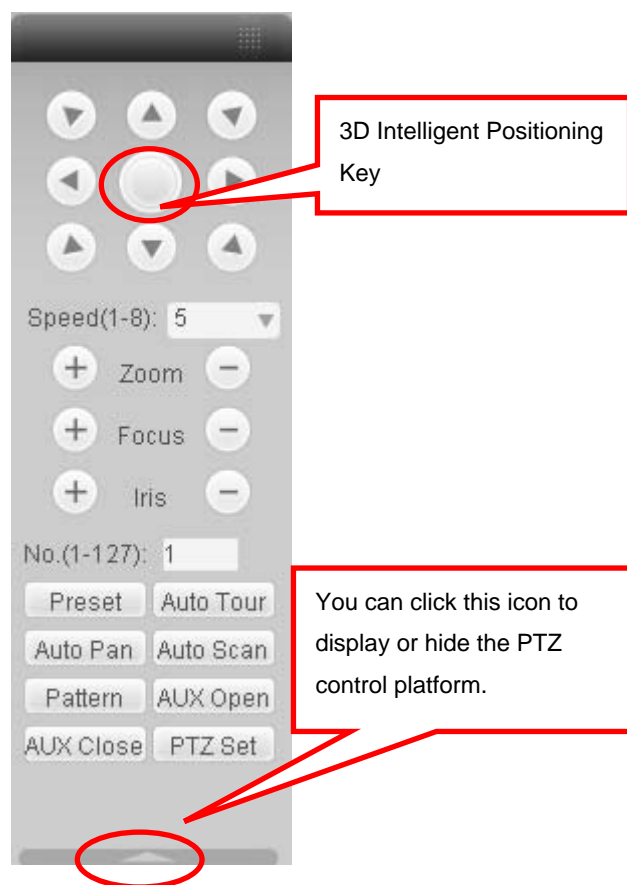 3D Intelligent Positioning
Key
Speed(1-8): 5
+ Zoom −
+ Focus −
+ Iris −
No.(1-127): 1
Preset Auto Tour
Auto Pan Auto Scan
Pattern AUX Open
AUX Close PTZ Set
You can click this icon to
display or hide the PTZ
control platform.